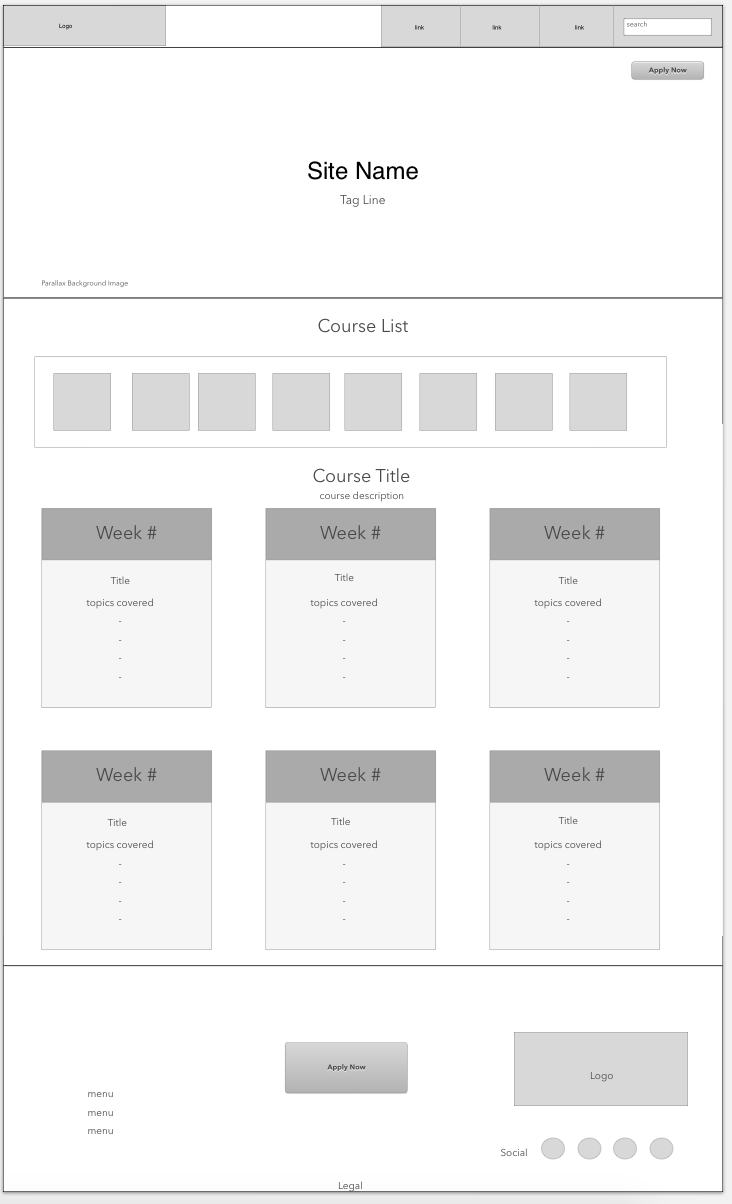 Logo
link
link
link
search
Apply Now
Site Name
Tag Line
Parallax Background Image
Course List
Course Title
course description
Week #
Title
topics covered
-
-
-
-
Week #
Title
topics covered
-
-
-
-
Week #
Title
topics covered
-
-
-
-
Week #
Title
topics covered
-
-
-
-
Week #
Title
topics covered
-
-
-
-
Week #
Title
topics covered
-
-
-
-
menu
menu
menu
Apply Now
Logo
Social
Legal